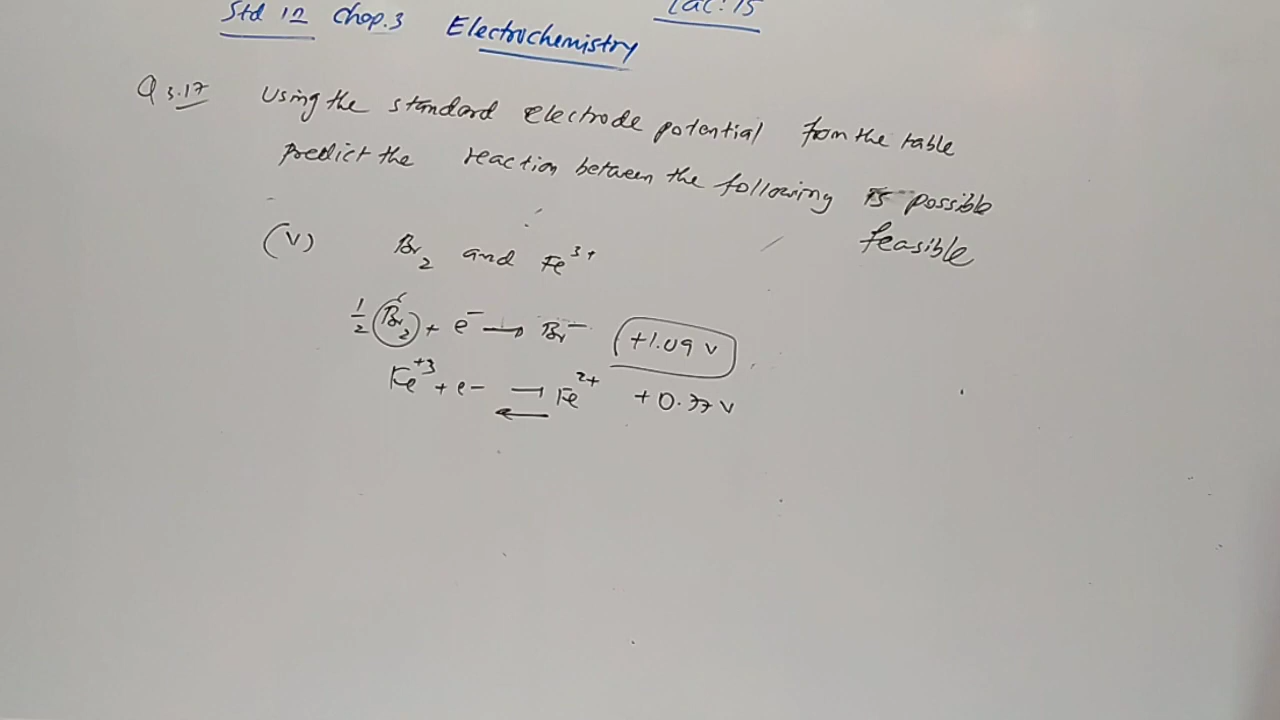 Std 12 Chap.3 Electrochemistry Lac: 15
Q 3.17 Using the standard electrode potential from the table
Predict the reaction between the following is possible
feasible
(V) Br₂ and Fe³⁺
½ Br₂ + e⁻ → Br⁻ +1.09 V
Fe⁺³ + e- → Fe²⁺ +0.77 V
←